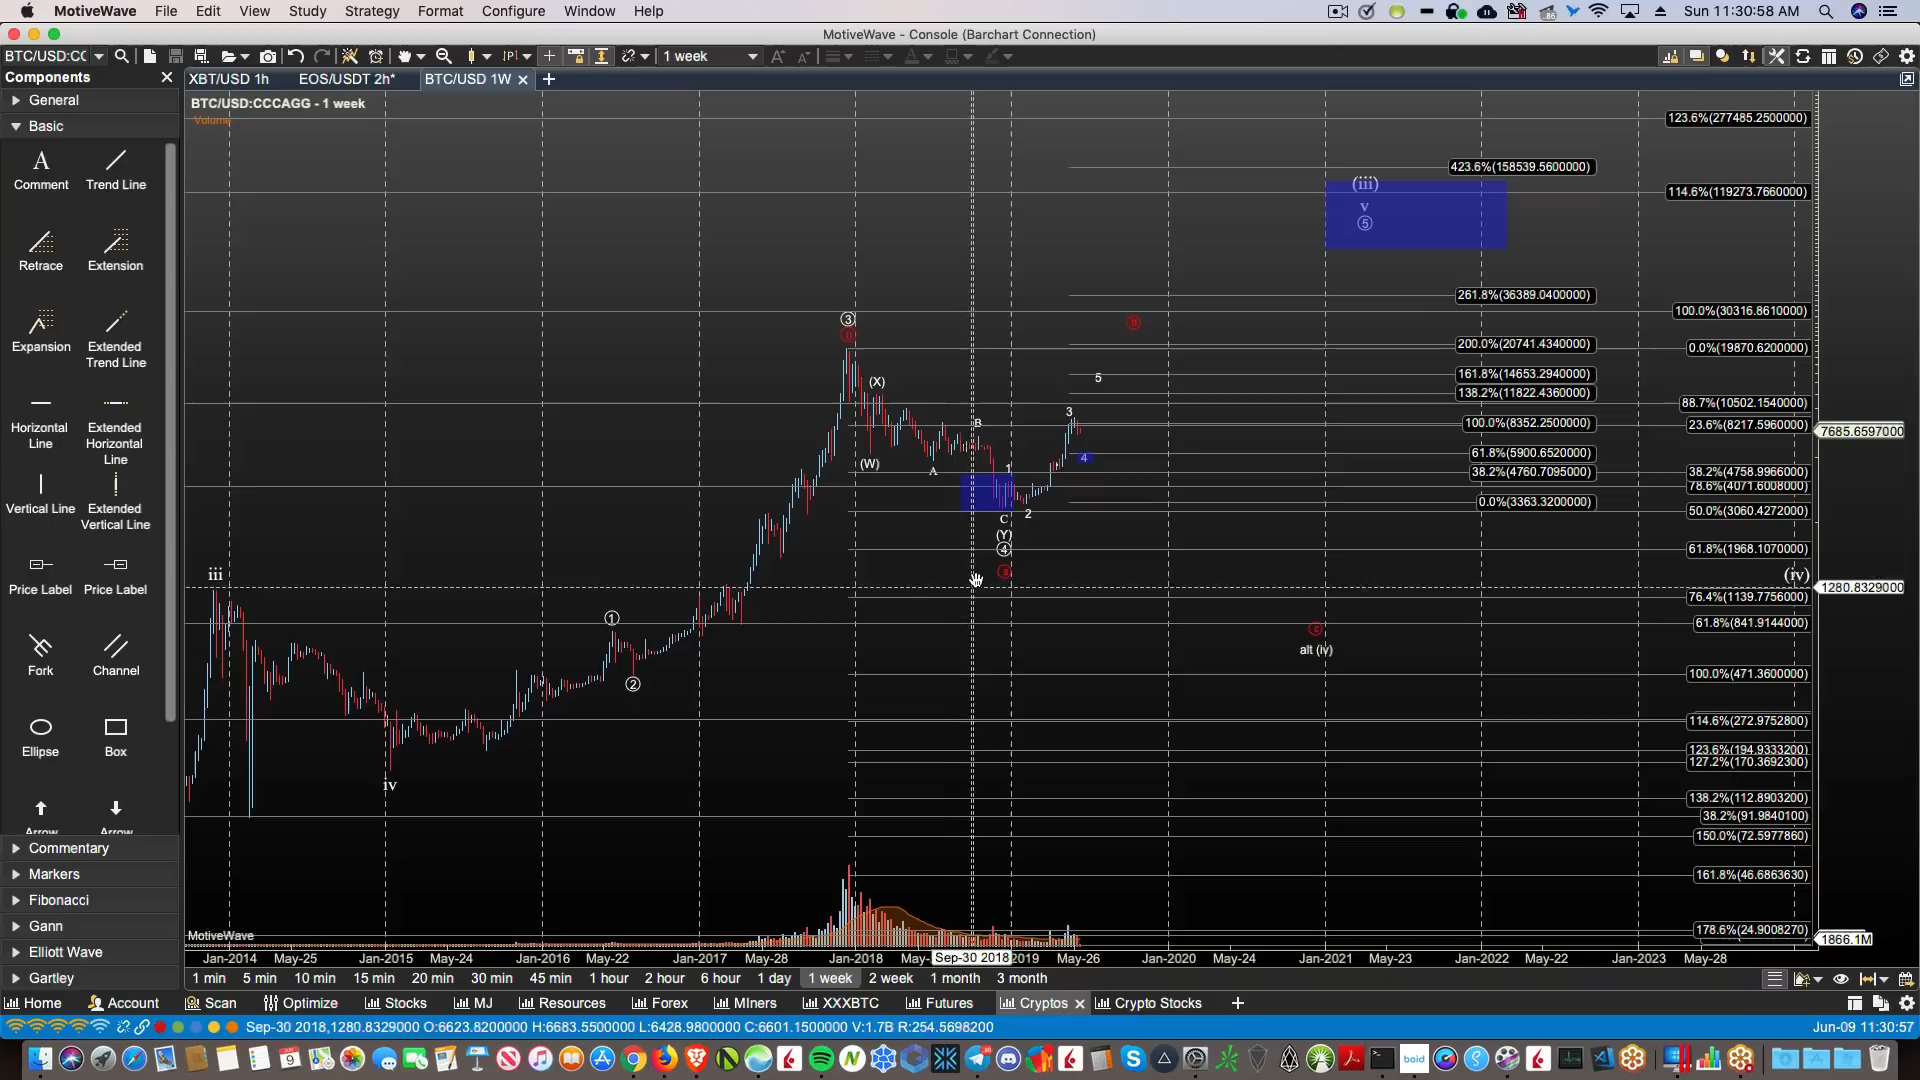 MotiveWave File Edit View Study Strategy Format Configure Window Help Sun 11:30:58 AM
MotiveWave - Console (Barchart Connection)
BTC/USD:CC 1 week
Components
XBT/USD 1h EOS/USDT 2h* BTC/USD 1W
General
Basic
Comment Trend Line
Retrace Extension
Expansion Extended Trend Line
Horizontal Line Extended Horizontal Line
Vertical Line Extended Vertical Line
Price Label Price Label
Fork Channel
Ellipse Box
Arrow Arrow
Commentary
Markers
Fibonacci
Gann
Elliott Wave
Gartley
BTC/USD:CCCAGG - 1 week
Volume
123.6%(277485.2500000)
423.6%(158539.5600000)
(iii)
114.6%(119273.7660000)
v
5
261.8%(36389.0400000)
100.0%(30316.8610000)
3
b
200.0%(20741.4340000)
0.0%(19870.6200000)
161.8%(14653.2940000)
5
(X)
138.2%(11822.4360000)
88.7%(10502.1540000)
3
B
100.0%(8352.2500000)
23.6%(8217.5960000)
7685.6597000
61.8%(5900.6520000)
4
(W)
A
1
38.2%(4760.7095000)
38.2%(4758.9966000)
78.6%(4071.6008000)
0.0%(3363.3200000)
50.0%(3060.4272000)
C
2
(Y)
4
61.8%(1968.1070000)
a
iii
(iv)
1280.8329000
76.4%(1139.7756000)
1
61.8%(841.9144000)
c
alt (iv)
2
100.0%(471.3600000)
114.6%(272.9752800)
123.6%(194.9333200)
127.2%(170.3692300)
iv
138.2%(112.8903200)
38.2%(91.9840100)
150.0%(72.5977860)
161.8%(46.6863630)
178.6%(24.9008270)
1866.1M
MotiveWave
Jan-2014 May-25 Jan-2015 May-24 Jan-2016 May-22 Jan-2017 May-28 Jan-2018 May- Sep-30 2018 2019 May-26 Jan-2020 May-24 Jan-2021 May-23 Jan-2022 May-22 Jan-2023 May-28
1 min 5 min 10 min 15 min 20 min 30 min 45 min 1 hour 2 hour 6 hour 1 day 1 week 2 week 1 month 3 month
Home Account Scan Optimize Stocks MJ Resources Forex MIners XXXBTC Futures Cryptos Crypto Stocks
Sep-30 2018,1280.8329000 O:6623.8200000 H:6683.5500000 L:6428.9800000 C:6601.1500000 V:1.7B R:254.5698200 Jun-09 11:30:57
boid